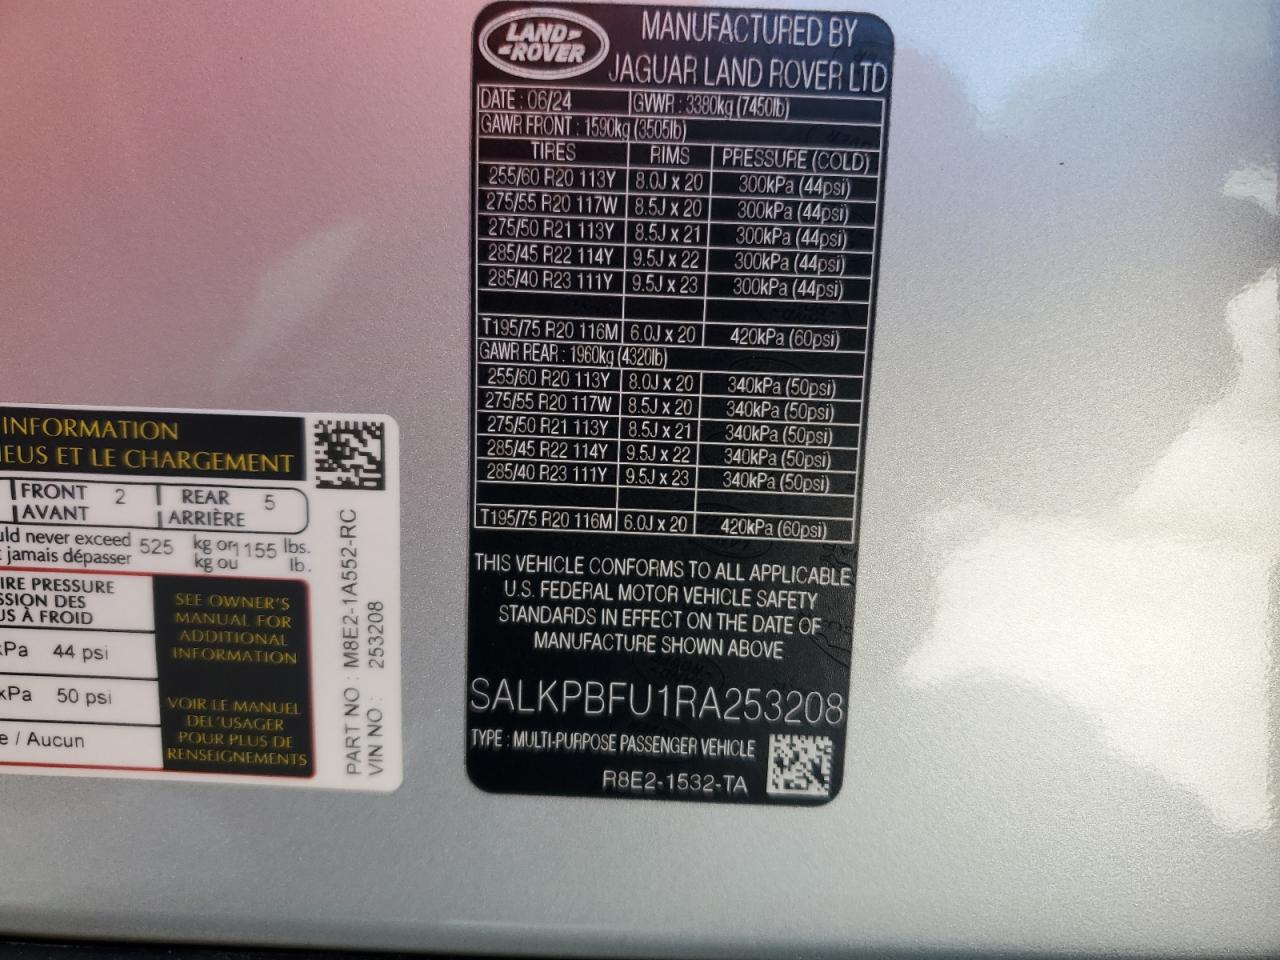 LAND ROVER
MANUFACTURED BY
JAGUAR LAND ROVER LTD
DATE : 06/24 GVWR : 3380kg (7450lb)
GAWR FRONT : 1590kg (3505lb)
TIRES RIMS PRESSURE (COLD)
255/60 R20 113Y 8.0J x 20 300kPa (44psi)
275/55 R20 117W 8.5J x 20 300kPa (44psi)
275/50 R21 113Y 8.5J x 21 300kPa (44psi)
285/45 R22 114Y 9.5J x 22 300kPa (44psi)
285/40 R23 111Y 9.5J x 23 300kPa (44psi)
T195/75 R20 116M 6.0J x 20 420kPa (60psi)
GAWR REAR : 1960kg (4320lb)
255/60 R20 113Y 8.0J x 20 340kPa (50psi)
275/55 R20 117W 8.5J x 20 340kPa (50psi)
275/50 R21 113Y 8.5J x 21 340kPa (50psi)
285/45 R22 114Y 9.5J x 22 340kPa (50psi)
285/40 R23 111Y 9.5J x 23 340kPa (50psi)
T195/75 R20 116M 6.0J x 20 420kPa (60psi)
THIS VEHICLE CONFORMS TO ALL APPLICABLE
U.S. FEDERAL MOTOR VEHICLE SAFETY
STANDARDS IN EFFECT ON THE DATE OF
MANUFACTURE SHOWN ABOVE
SALKPBFU1RA253208
TYPE : MULTI-PURPOSE PASSENGER VEHICLE
R8E2-1532-TA
INFORMATION
EUS ET LE CHARGEMENT
FRONT 2 REAR 5
AVANT ARRIÈRE
uld never exceed 525 kg or 1155 lbs.
jamais dépasser kg ou lb.
IRE PRESSURE
SSION DES
US À FROID
kPa 44 psi
kPa 50 psi
e / Aucun
SEE OWNER'S
MANUAL FOR
ADDITIONAL
INFORMATION
VOIR LE MANUEL
DEL'USAGER
POUR PLUS DE
RENSEIGNEMENTS
PART NO : M8E2-1A552-RC
VIN NO : 253208